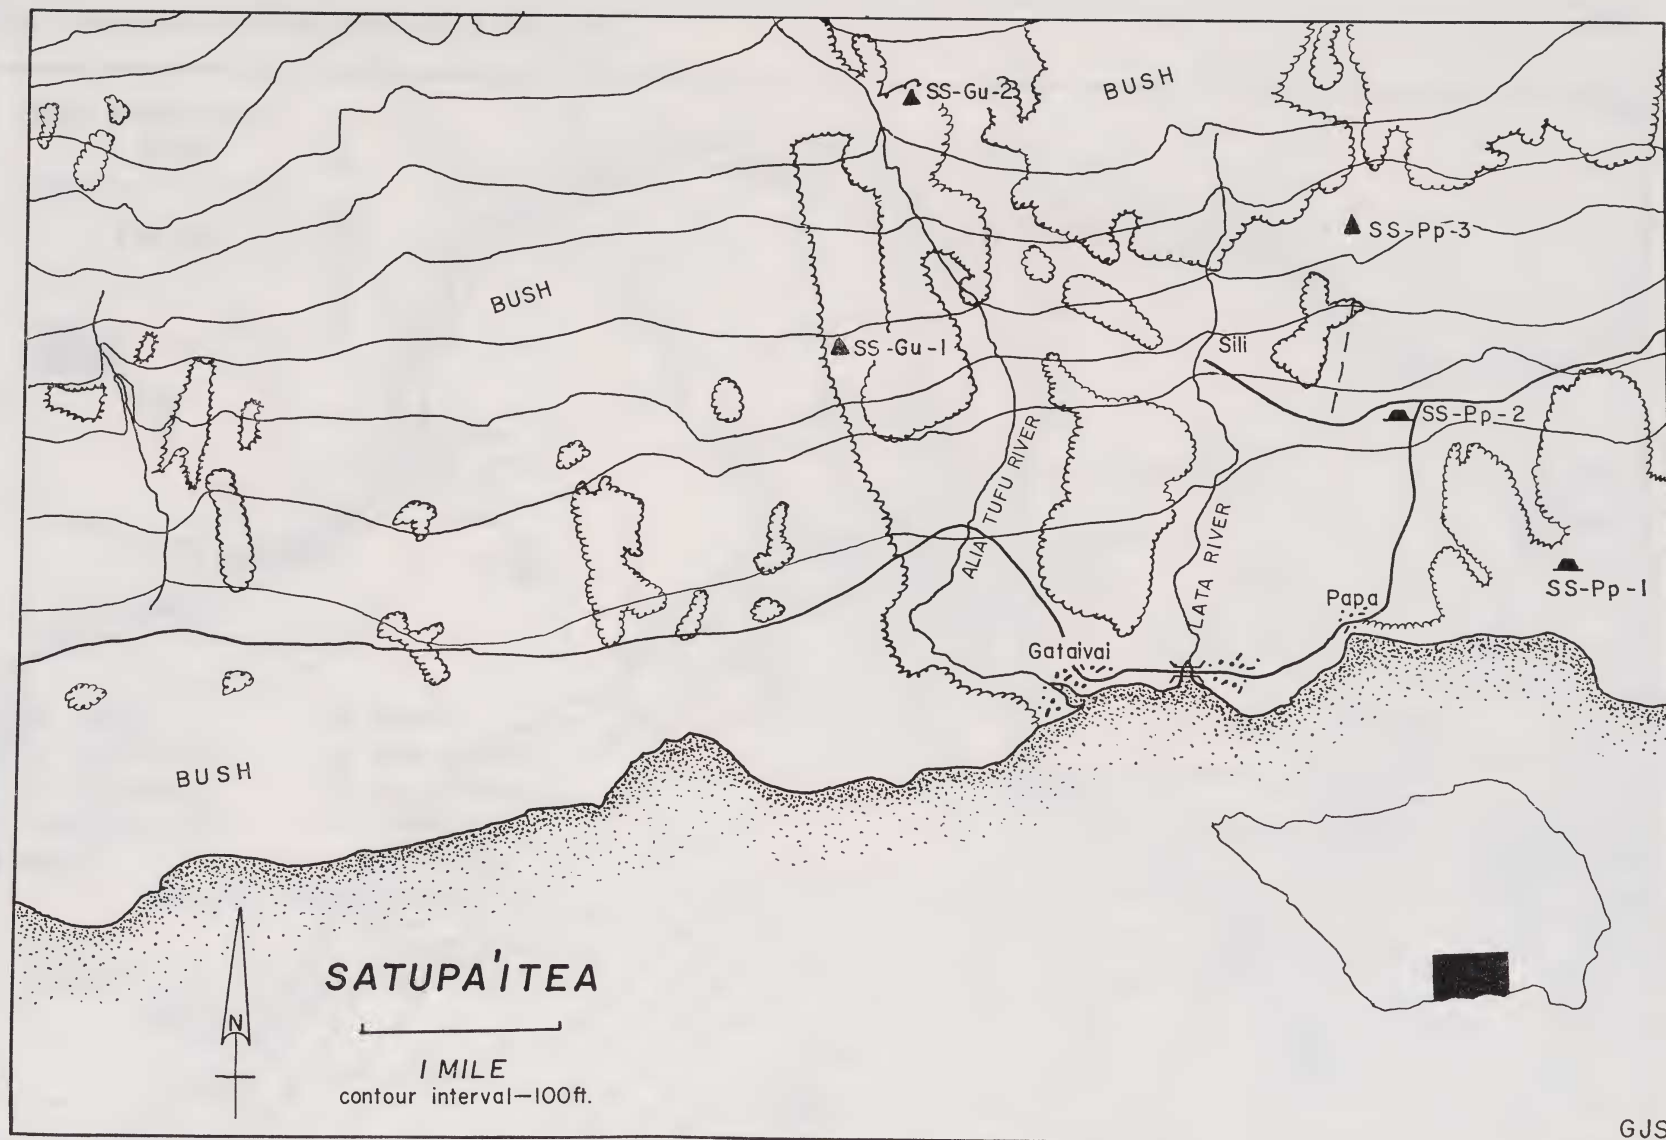 SS-Gu-2
BUSH
SS-Pp-3
BUSH
SS-Gu-1
Sili
SS-Pp-2
ALIA TUFU RIVER
LATA RIVER
SS-Pp-1
Papa
Gataivai
BUSH
SATUPA'ITEA
N
1 MILE
contour interval—100ft.
GJS